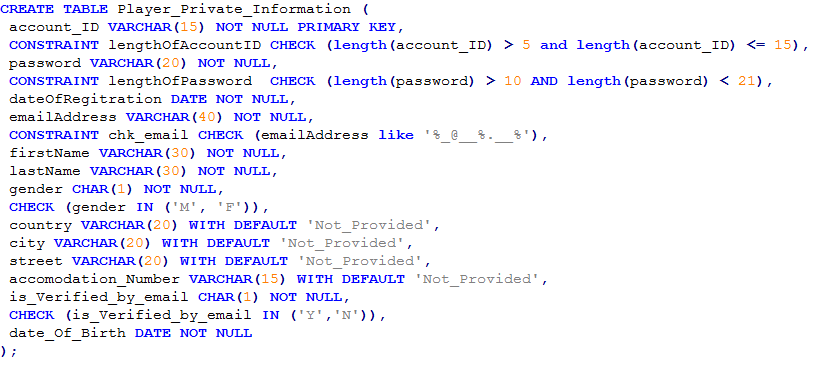 CREATE TABLE Player_Private_Information (
account_ID VARCHAR(15) NOT NULL PRIMARY KEY,
CONSTRAINT lengthOfAccountID CHECK (length(account_ID) > 5 and length(account_ID) <= 15),
password VARCHAR(20) NOT NULL,
CONSTRAINT lengthOfPassword  CHECK (length(password) > 10 AND length(password) < 21),
dateOfRegitration DATE NOT NULL,
emailAddress VARCHAR(40) NOT NULL,
CONSTRAINT chk_email CHECK (emailAddress like '%_@__%.__%'),
firstName VARCHAR(30) NOT NULL,
lastName VARCHAR(30) NOT NULL,
gender CHAR(1) NOT NULL,
CHECK (gender IN ('M', 'F')),
country VARCHAR(20) WITH DEFAULT 'Not_Provided',
city VARCHAR(20) WITH DEFAULT 'Not_Provided',
street VARCHAR(20) WITH DEFAULT 'Not_Provided',
accomodation_Number VARCHAR(15) WITH DEFAULT 'Not_Provided',
is_Verified_by_email CHAR(1) NOT NULL,
CHECK (is_Verified_by_email IN ('Y','N')),
date_Of_Birth DATE NOT NULL
);